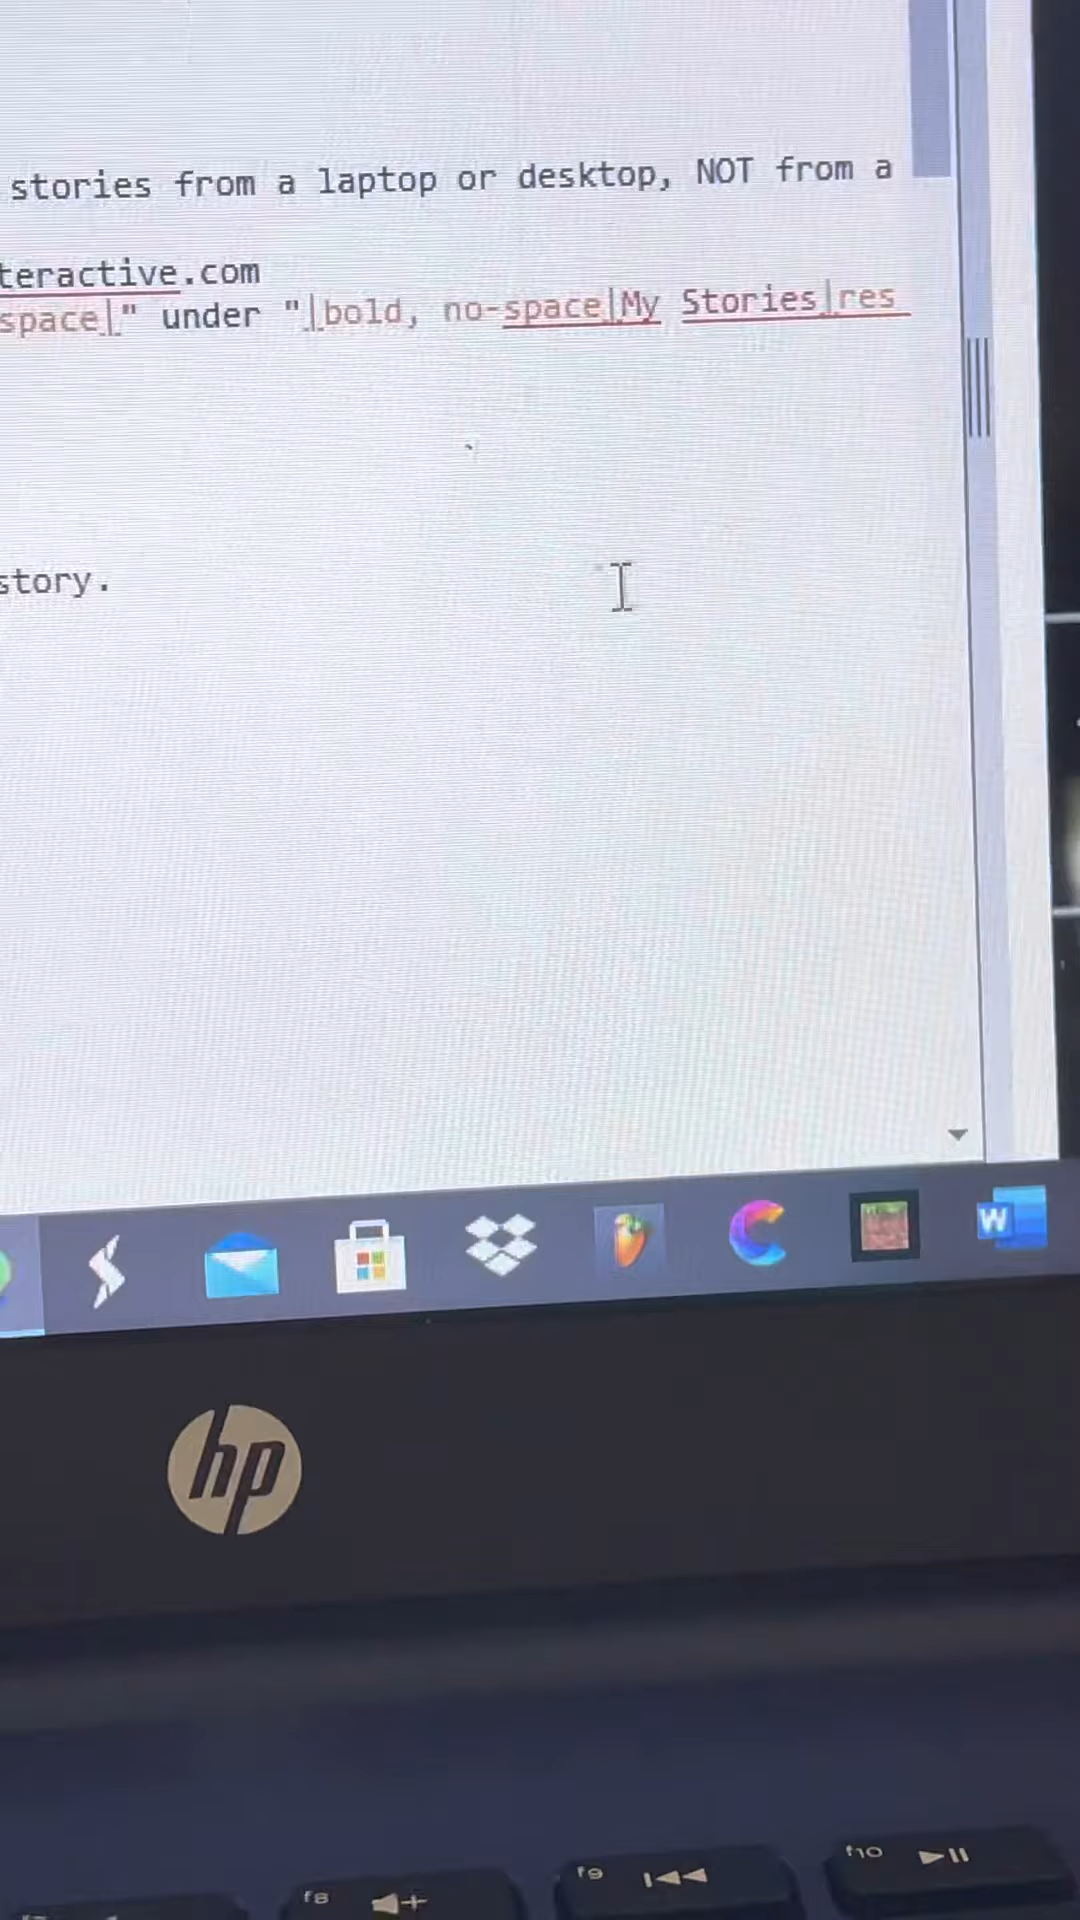 stories from a laptop or desktop, NOT from a
teractive.com
space|" under "|bold, no-space|My Stories|res
story.
W
hp
f8
f9
f10